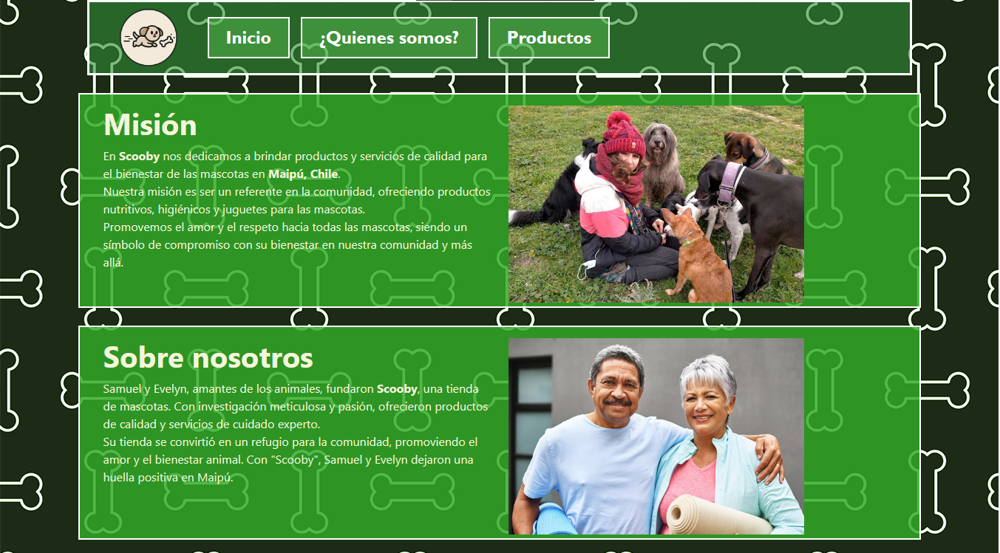 Inicio
¿Quienes somos?
Productos
Misión
En Scooby nos dedicamos a brindar productos y servicios de calidad para
el bienestar de las mascotas en Maipú, Chile.
Nuestra misión es ser un referente en la comunidad, ofreciendo productos
nutritivos, higiénicos y juguetes para las mascotas.
Promovemos el amor y el respeto hacia todas las mascotas, siendo un
símbolo de compromiso con su bienestar en nuestra comunidad y más
allá.
Sobre nosotros
Samuel y Evelyn, amantes de los animales, fundaron Scooby, una tienda
de mascotas. Con investigación meticulosa y pasión, ofrecieron productos
de calidad y servicios de cuidado experto.
Su tienda se convirtió en un refugio para la comunidad, promoviendo el
amor y el bienestar animal. Con "Scooby", Samuel y Evelyn dejaron una
huella positiva en Maipú.